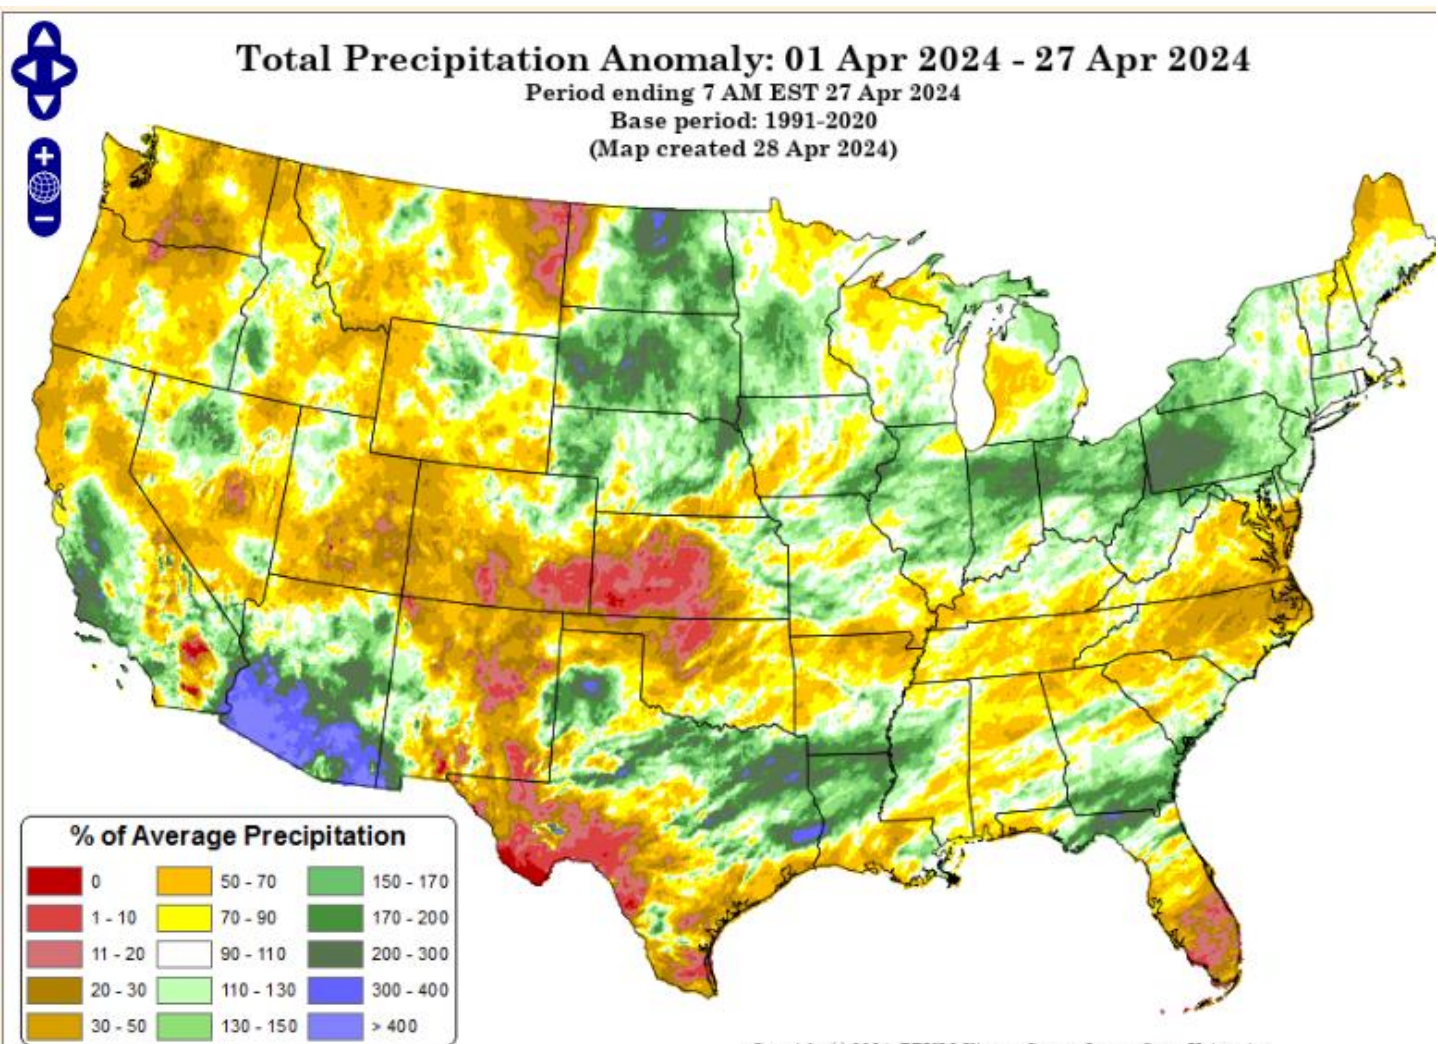 Total Precipitation Anomaly: 01 Apr 2024 - 27 Apr 2024
Period ending 7 AM EST 27 Apr 2024
Base period: 1991-2020
(Map created 28 Apr 2024)
+
−
% of Average Precipitation
0
1 - 10
11 - 20
20 - 30
30 - 50
50 - 70
70 - 90
90 - 110
110 - 130
130 - 150
150 - 170
170 - 200
200 - 300
300 - 400
> 400